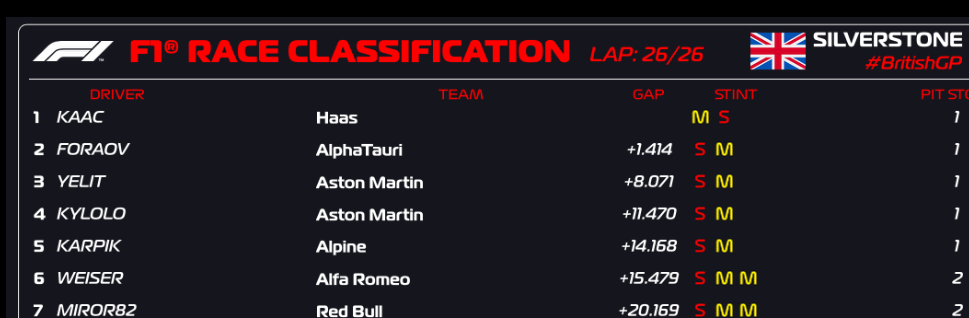 F1® RACE CLASSIFICATION LAP: 26/26 SILVERSTONE
#BritishGP
DRIVER TEAM GAP STINT PIT STO
1 KAAC Haas M S 1
2 FORAOV AlphaTauri +1.414 S M 1
3 YELIT Aston Martin +8.071 S M 1
4 KYLOLO Aston Martin +11.470 S M 1
5 KARPIK Alpine +14.168 S M 1
6 WEISER Alfa Romeo +15.479 S M M 2
7 MIROR82 Red Bull +20.169 S M M 2